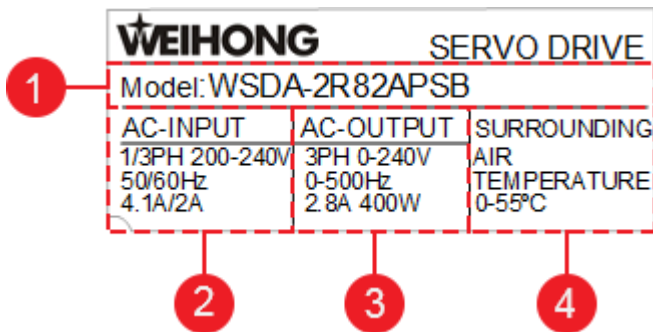 WEIHONG
SERVO DRIVE
1
Model:WSDA-2R82APSB
AC-INPUT
1/3PH 200-240V
50/60Hz
4.1A/2A
AC-OUTPUT
3PH 0-240V
0-500Hz
2.8A 400W
SURROUNDING
AIR
TEMPERATURE
0-55°C
2
3
4